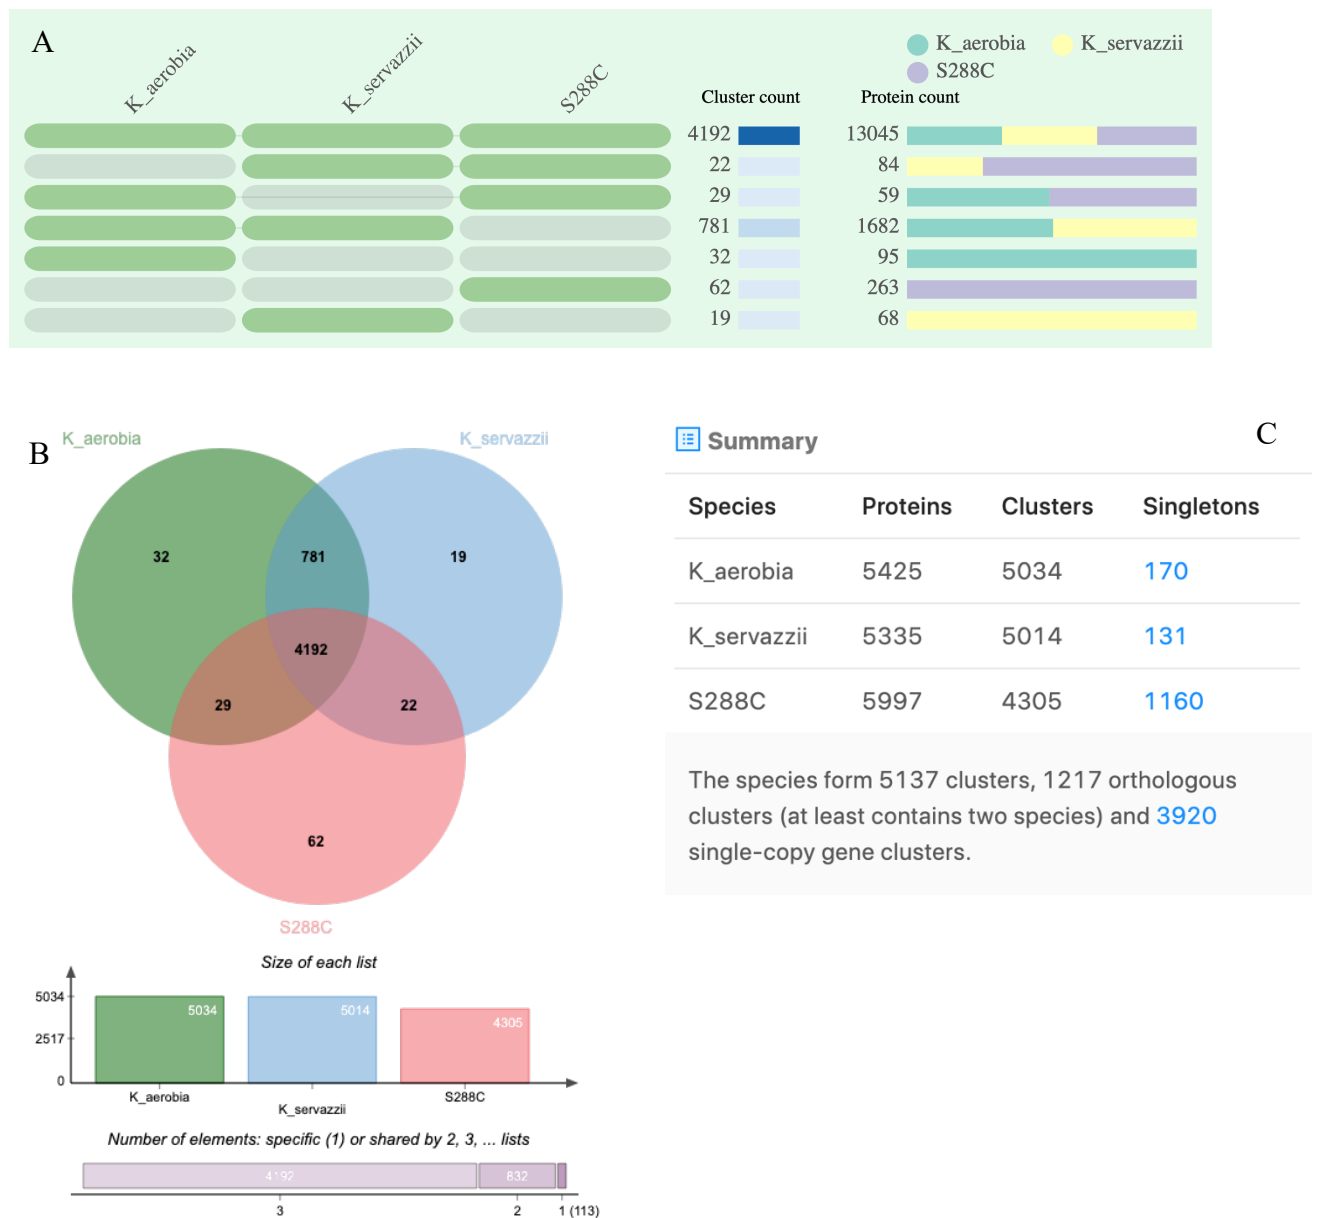 A
K_aerobia
K_servazzii
S288C
K_aerobia
K_servazzii
S288C
Cluster count
Protein count
4192
13045
22
84
29
59
781
1682
32
95
62
263
19
68
B
K_aerobia
K_servazzii
32
781
19
4192
29
22
62
S288C
Size of each list
5034
2517
0
5034
5014
4305
K_aerobia
K_servazzii
S288C
Number of elements: specific (1) or shared by 2, 3, ... lists
4192
832
3
2
1 (113)
C
Summary
Species Proteins Clusters Singletons
K_aerobia 5425 5034 170
K_servazzii 5335 5014 131
S288C 5997 4305 1160
The species form 5137 clusters, 1217 orthologous
clusters (at least contains two species) and 3920
single-copy gene clusters.